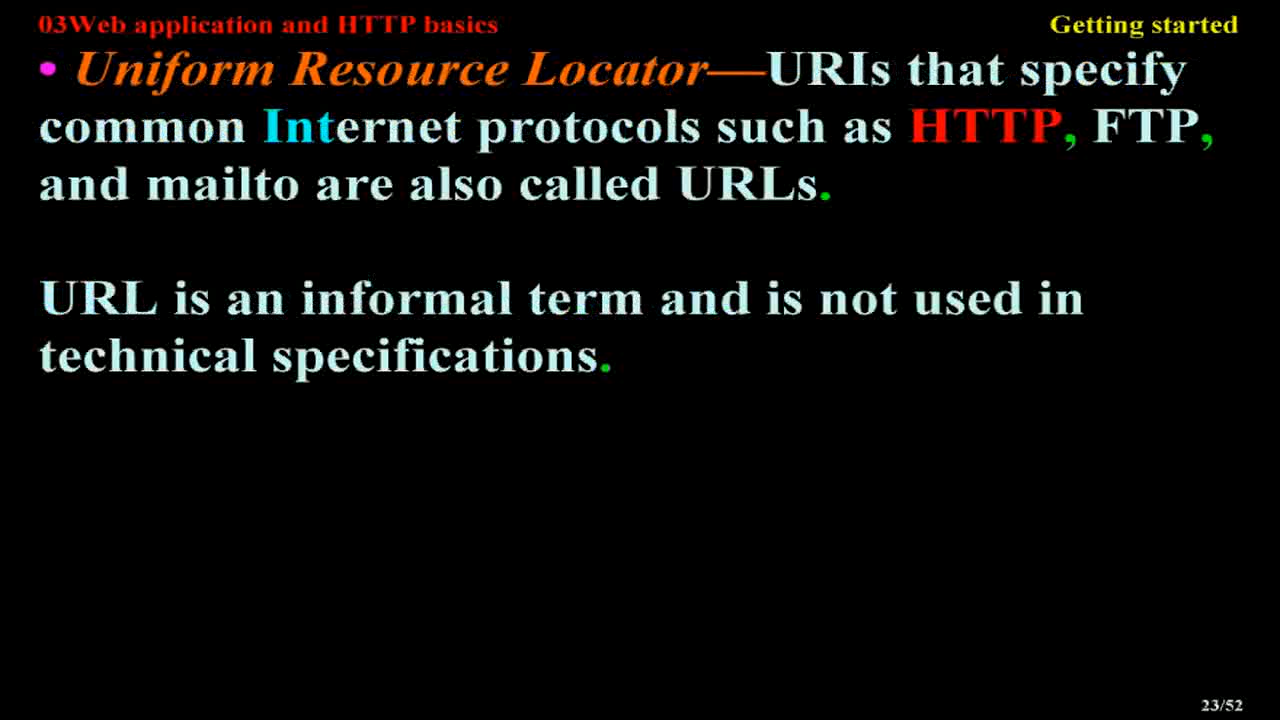 03Web application and HTTP basics
Getting started
• Uniform Resource Locator—URIs that specify
common Internet protocols such as HTTP, FTP,
and mailto are also called URLs.
URL is an informal term and is not used in
technical specifications.
23/52